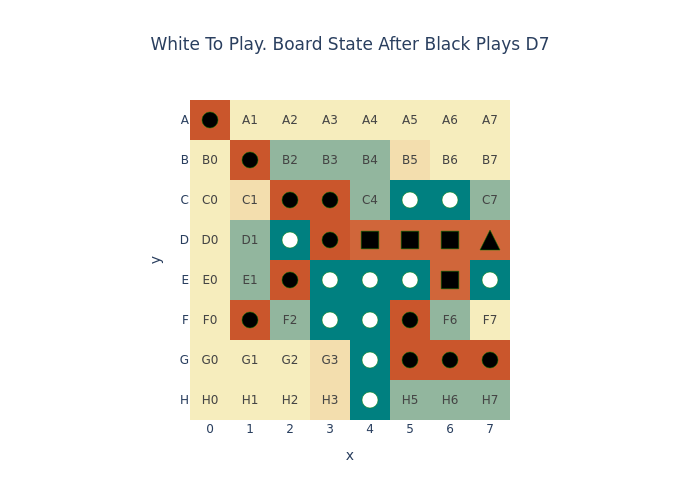 White To Play. Board State After Black Plays D7
A A1 A2 A3 A4 A5 A6 A7
B B0 B2 B3 B4 B5 B6 B7
C C0 C1 C4 C7
D D0 D1
y
E E0 E1
F F0 F2 F6 F7
G G0 G1 G2 G3
H H0 H1 H2 H3 H5 H6 H7
0 1 2 3 4 5 6 7
x